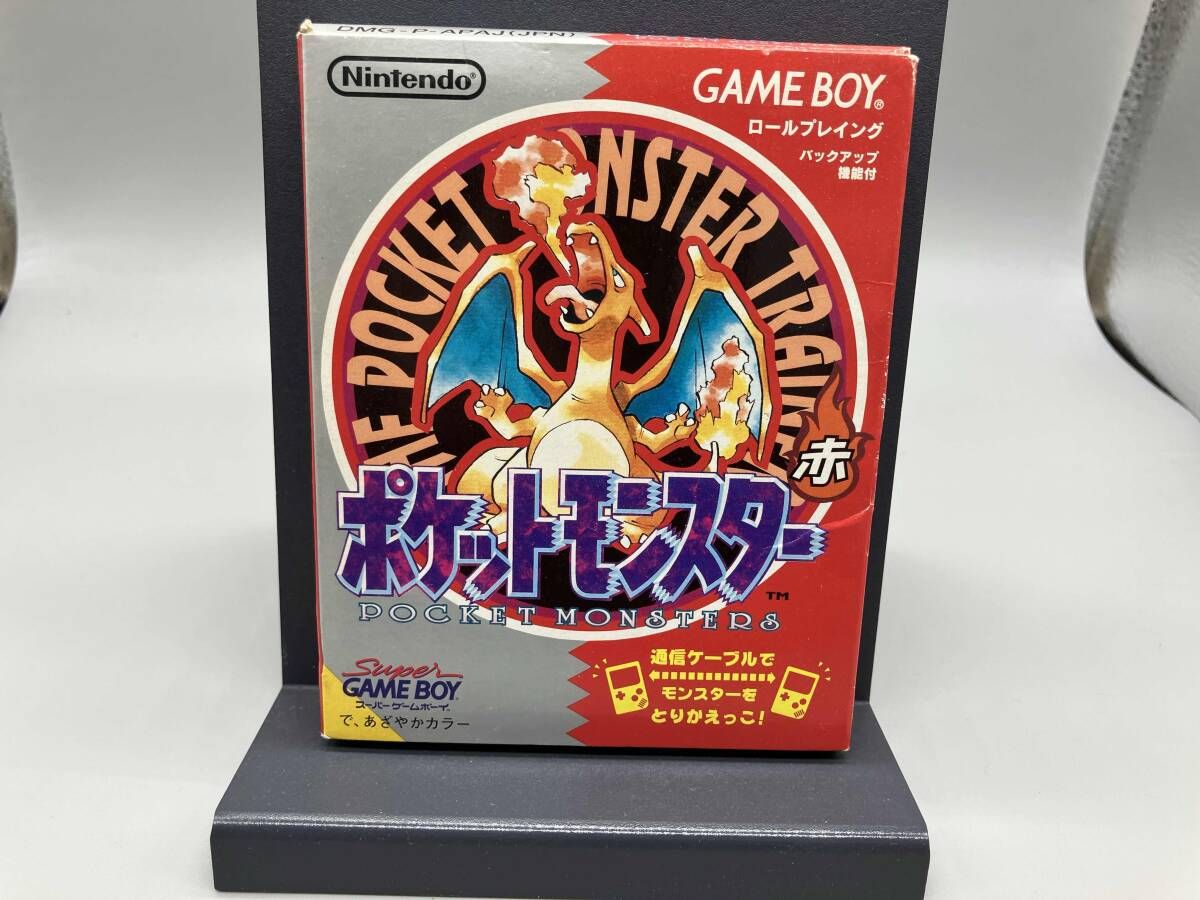 DMG-P-APAJ(JPN)
Nintendo®
GAME BOY®
ロールプレイング
バックアップ
機能付
POCKET
NSTER
赤
ポケットモンスター
TM
POCKET MONSTERS
Super
GAME BOY
スーパーゲームボーイ
で、あざやかカラー
通信ケーブルで
モンスターを
とりかえっこ!